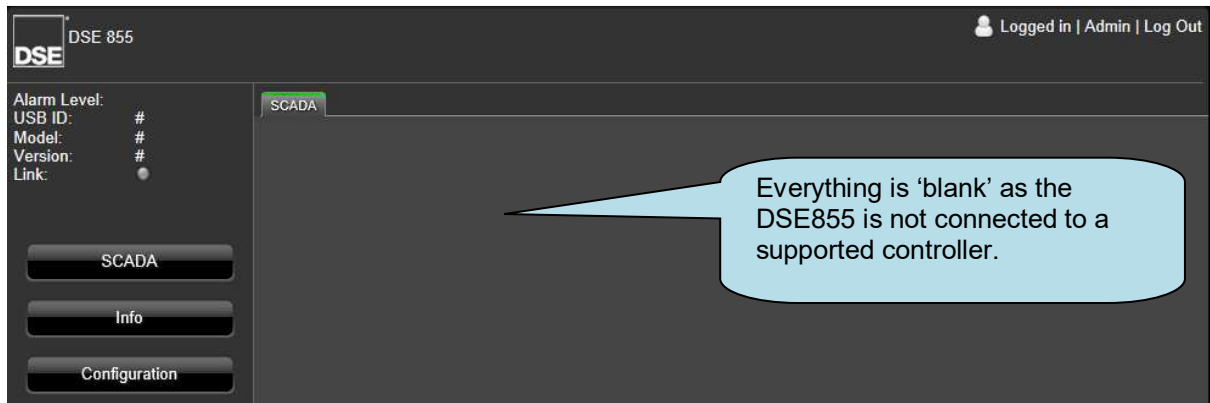 DSE DSE 855
Logged in | Admin | Log Out
Alarm Level:
USB ID: #
Model: #
Version: #
Link:
SCADA
Info
Configuration
SCADA
Everything is ‘blank’ as the
DSE855 is not connected to a
supported controller.